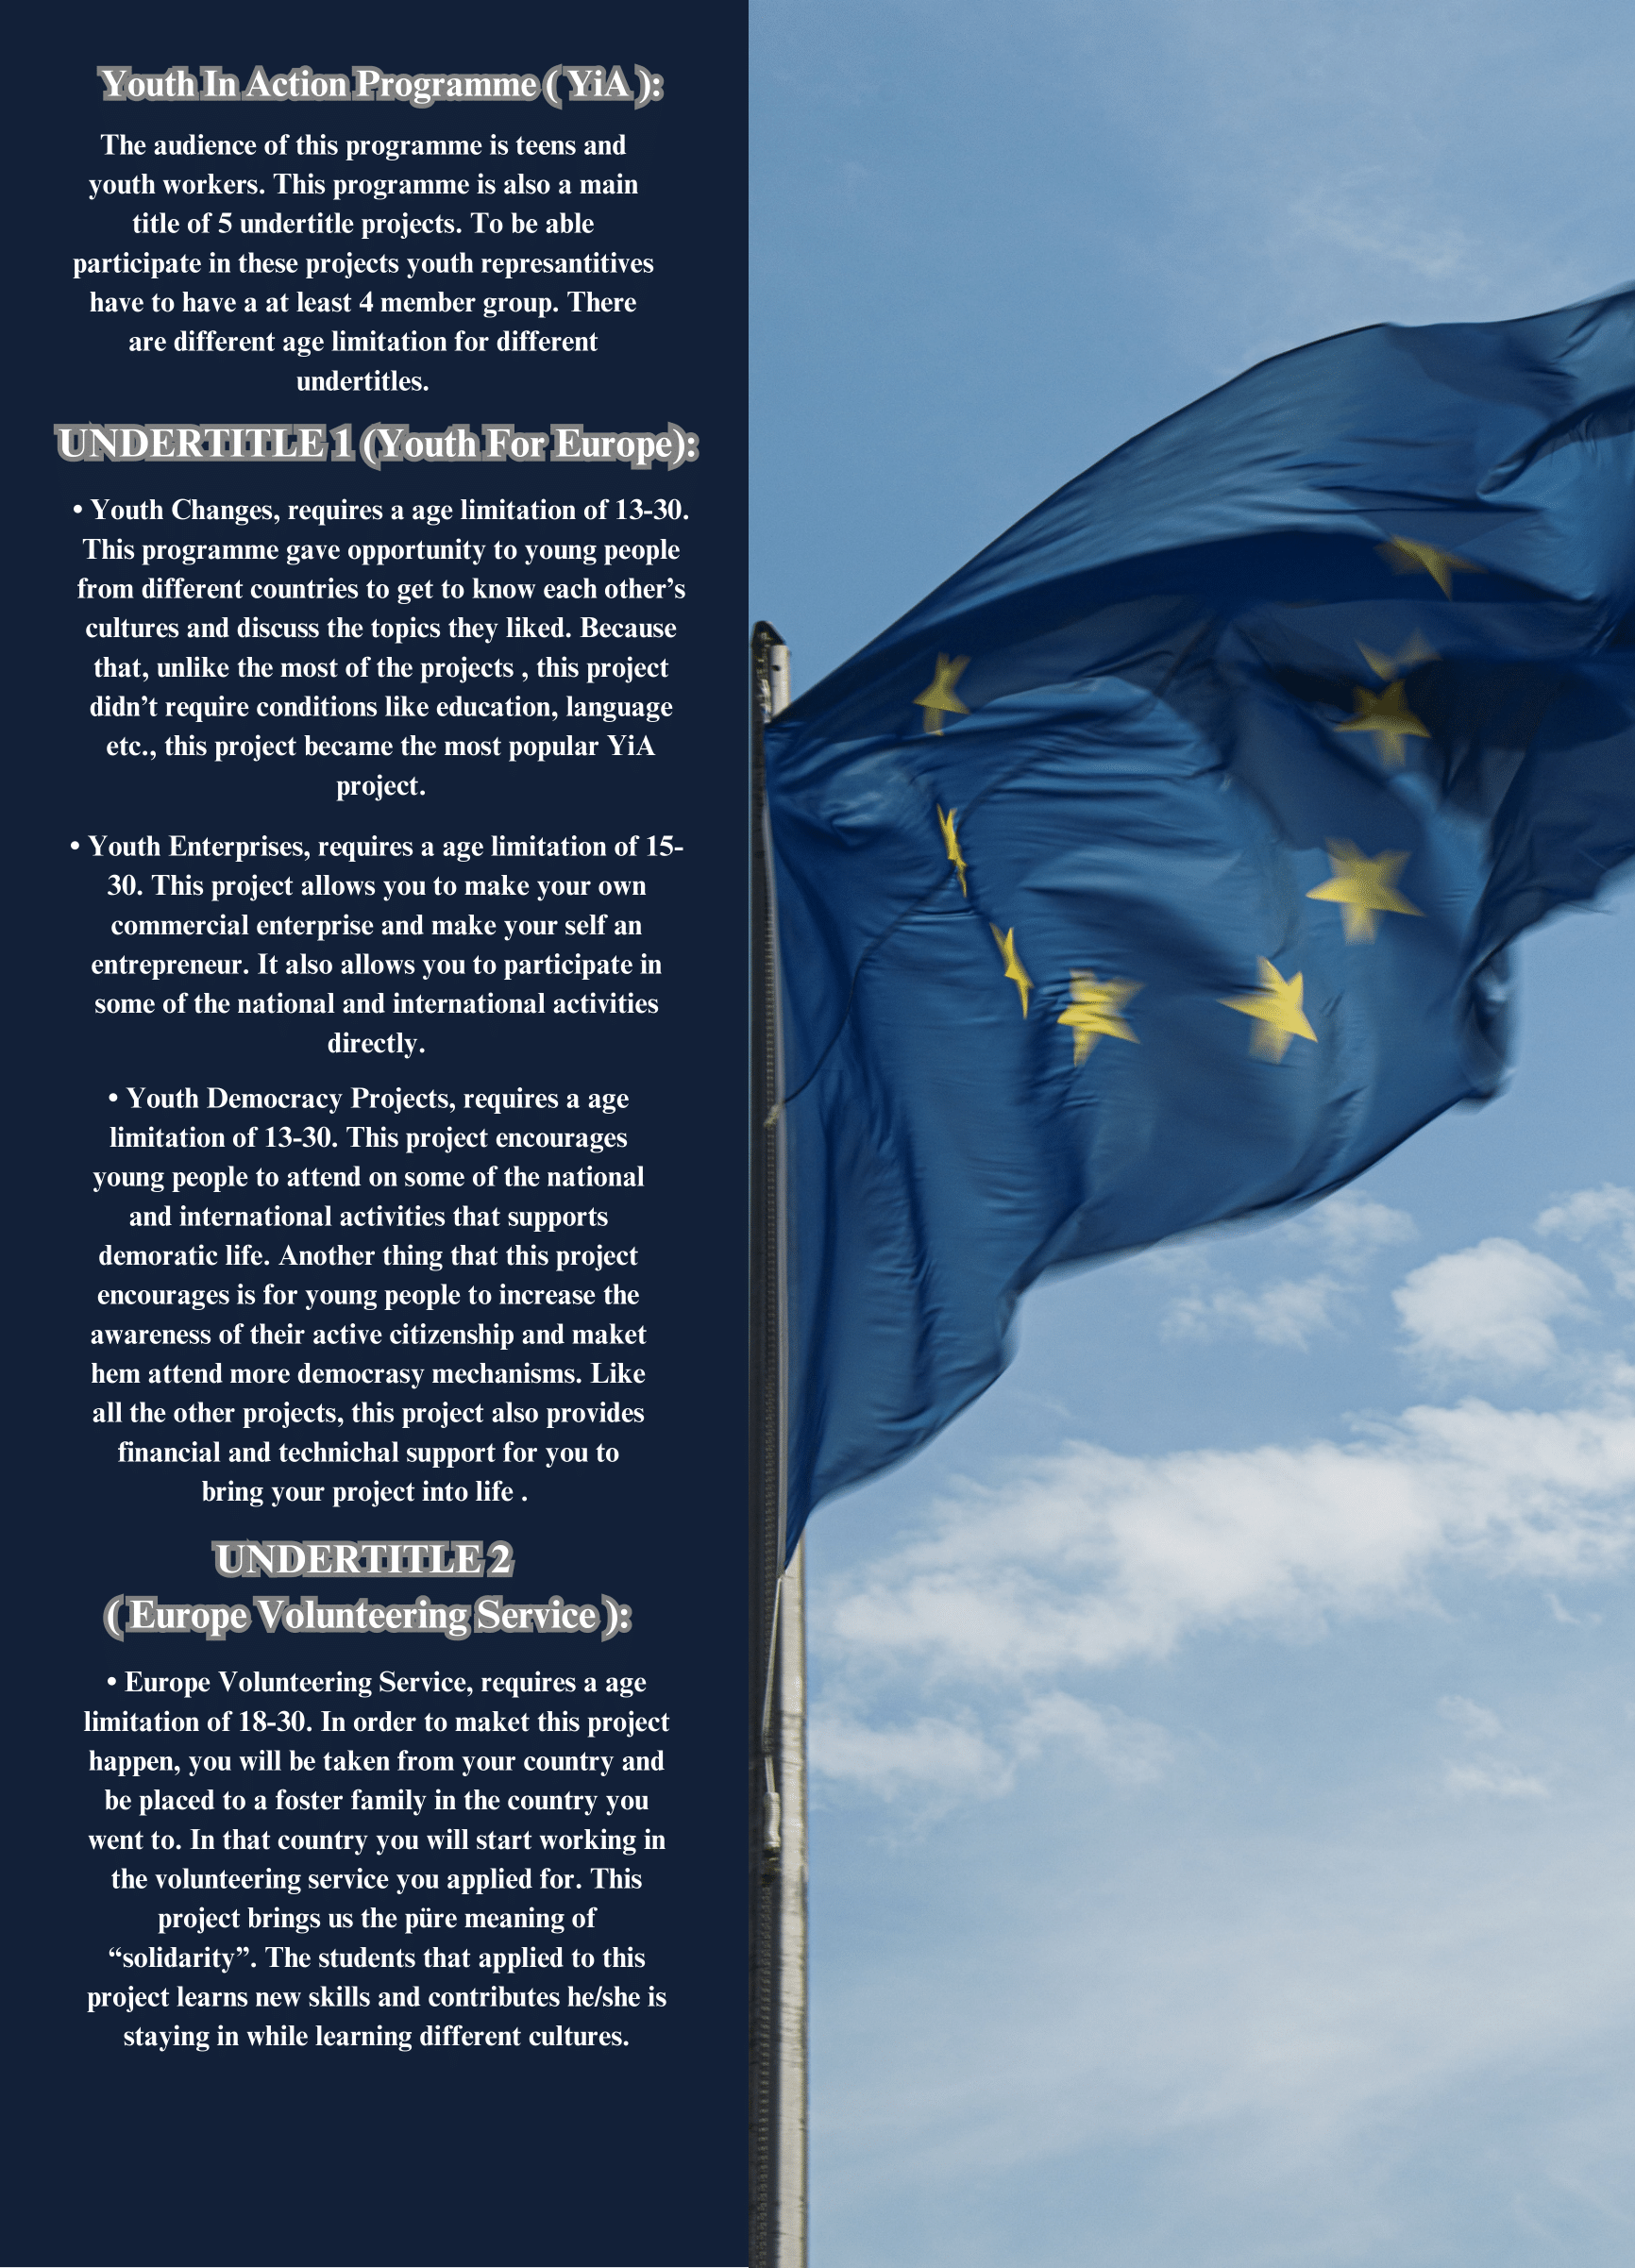 Youth In Action Programme ( YiA ):
The audience of this programme is teens and
youth workers. This programme is also a main
title of 5 undertitle projects. To be able
participate in these projects youth represantitives
have to have a at least 4 member group. There
are different age limitation for different
undertitles.
UNDERTITLE 1 (Youth For Europe):
• Youth Changes, requires a age limitation of 13-30.
This programme gave opportunity to young people
from different countries to get to know each other’s
cultures and discuss the topics they liked. Because
that, unlike the most of the projects , this project
didn’t require conditions like education, language
etc., this project became the most popular YiA
project.
• Youth Enterprises, requires a age limitation of 15-
30. This project allows you to make your own
commercial enterprise and make your self an
entrepreneur. It also allows you to participate in
some of the national and international activities
directly.
• Youth Democracy Projects, requires a age
limitation of 13-30. This project encourages
young people to attend on some of the national
and international activities that supports
demoratic life. Another thing that this project
encourages is for young people to increase the
awareness of their active citizenship and maket
hem attend more democrasy mechanisms. Like
all the other projects, this project also provides
financial and technichal support for you to
bring your project into life .
UNDERTITLE 2
( Europe Volunteering Service ):
• Europe Volunteering Service, requires a age
limitation of 18-30. In order to maket this project
happen, you will be taken from your country and
be placed to a foster family in the country you
went to. In that country you will start working in
the volunteering service you applied for. This
project brings us the püre meaning of
“solidarity”. The students that applied to this
project learns new skills and contributes he/she is
staying in while learning different cultures.